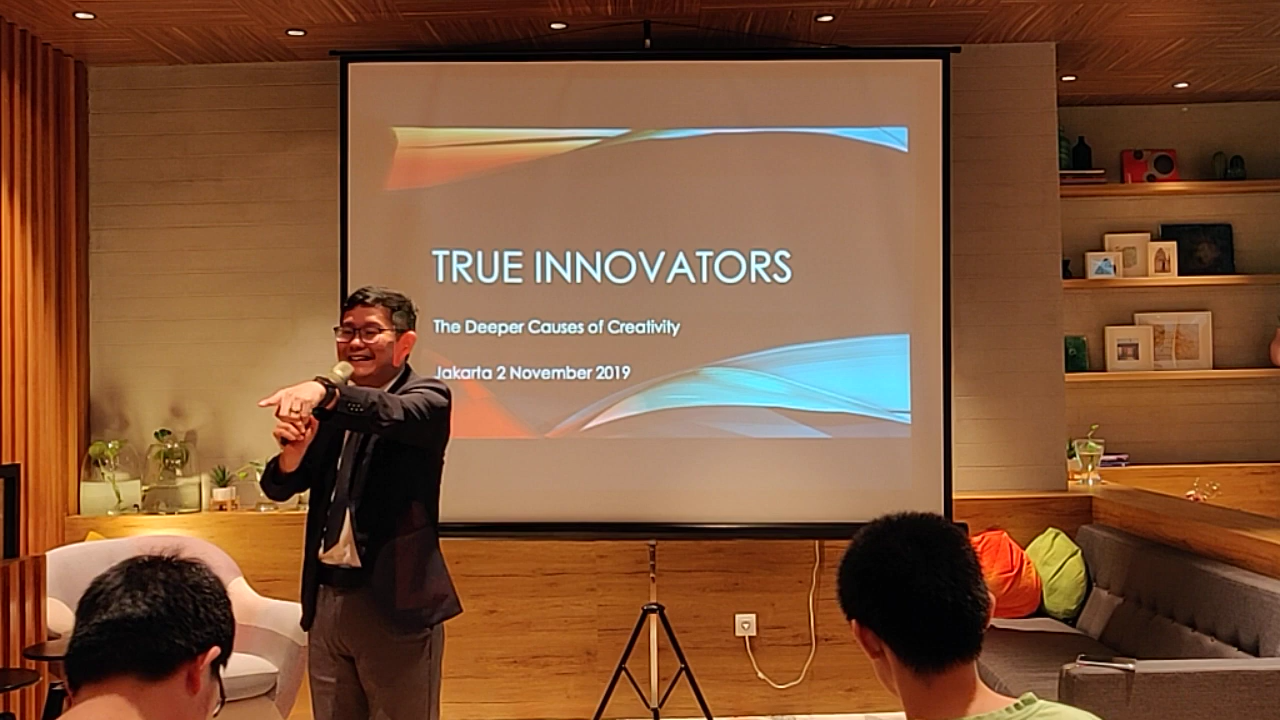 TRUE INNOVATORS
The Deeper Causes of Creativity
Jakarta 2 November 2019